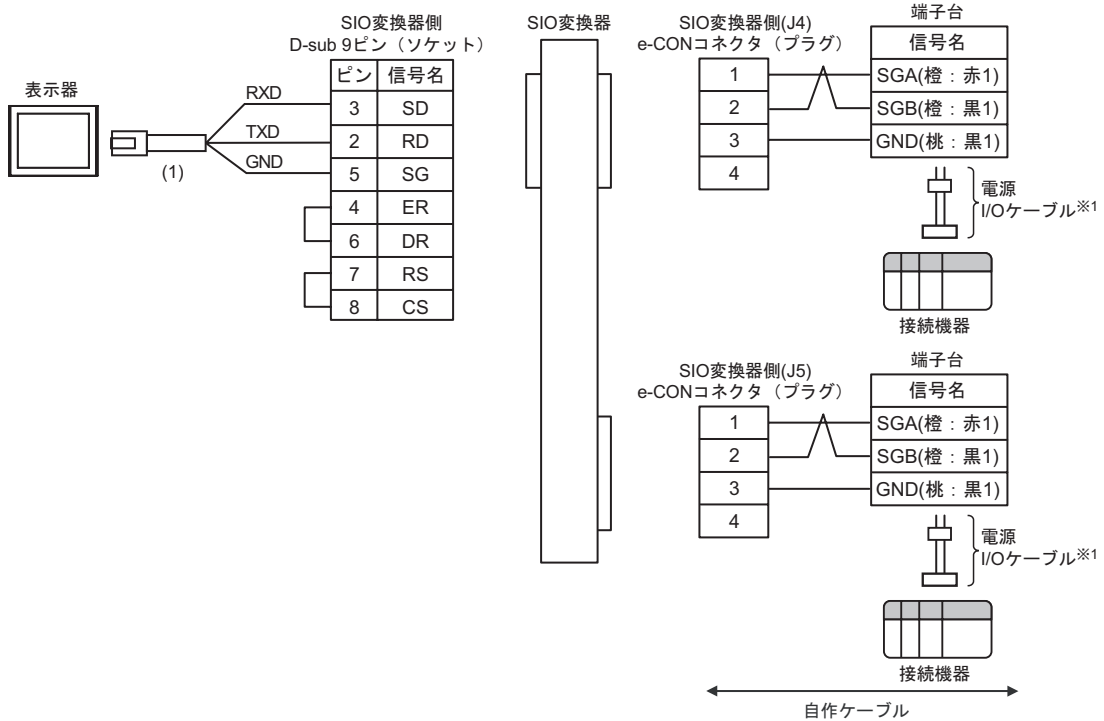 表示器
(1)
RXD
TXD
GND
SIO変換器側
D-sub 9ピン（ソケット）
ピン 信号名
3 SD
2 RD
5 SG
4 ER
6 DR
7 RS
8 CS
SIO変換器
SIO変換器側(J4)
e-CONコネクタ（プラグ）
1
2
3
4
端子台
信号名
SGA(橙：赤1)
SGB(橙：黒1)
GND(桃：黒1)
電源
I/Oケーブル※1
接続機器
SIO変換器側(J5)
e-CONコネクタ（プラグ）
1
2
3
4
端子台
信号名
SGA(橙：赤1)
SGB(橙：黒1)
GND(桃：黒1)
電源
I/Oケーブル※1
接続機器
自作ケーブル